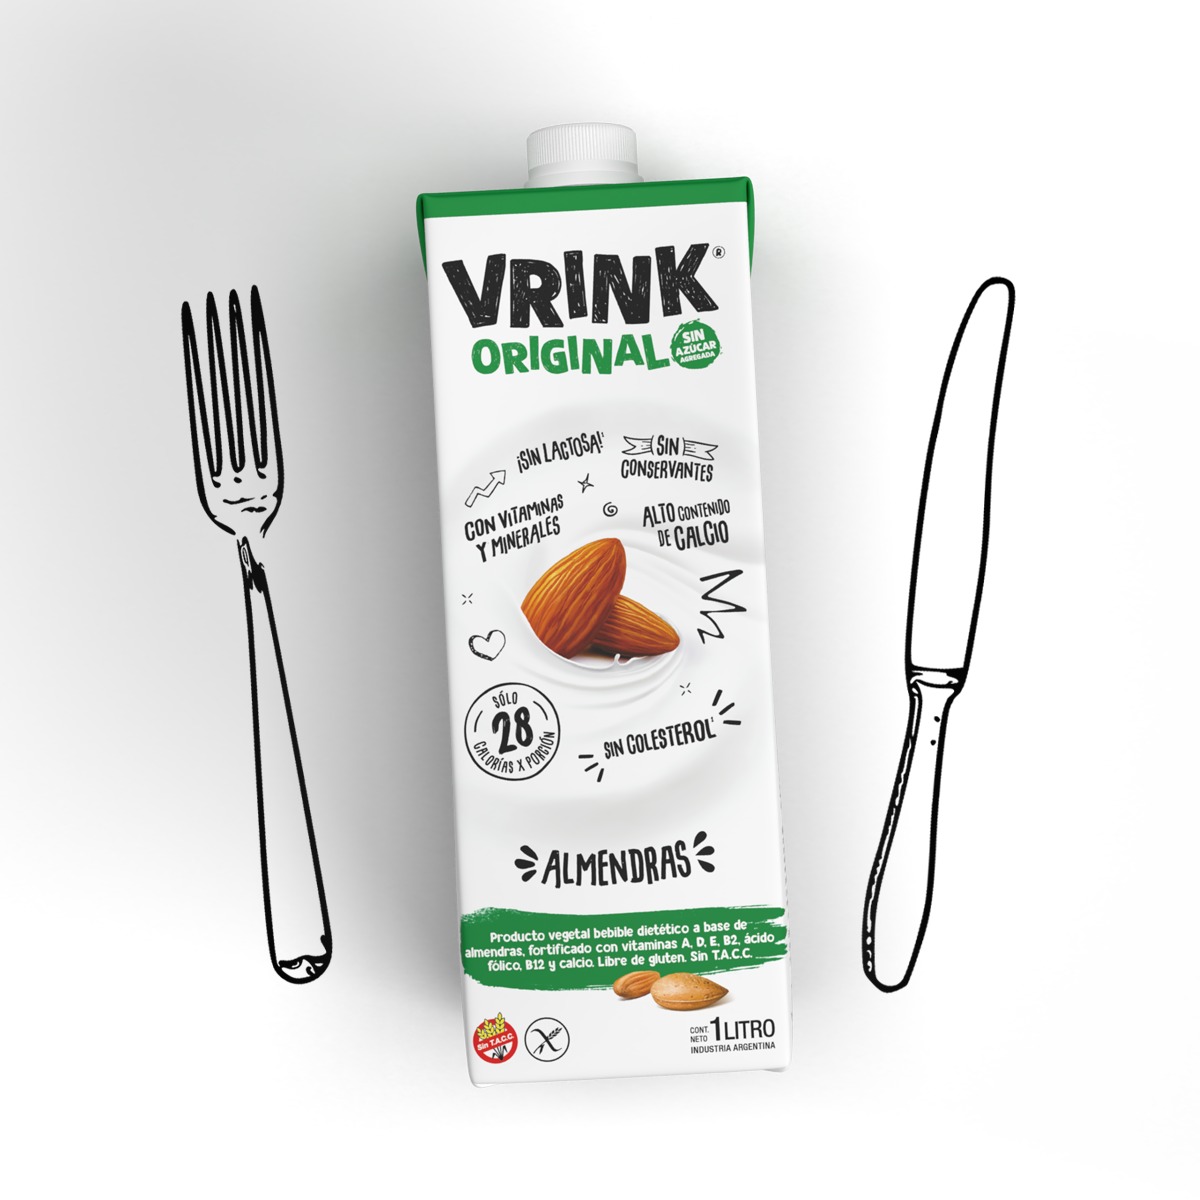 VRINK®
ORIGINAL
SIN
AZÚCAR
AGREGADA
¡SIN LACTOSA!
SIN
CONSERVANTES
CON VITAMINAS
Y MINERALES
ALTO CONTENIDO
DE CALCIO
SÓLO
28
CALORÍAS X PORCIÓN
SIN COLESTEROL
ALMENDRAS
Producto vegetal bebible dietético a base de
almendras, fortificado con vitaminas A, D, E, B2, ácido
fólico, B12 y calcio. Libre de gluten. Sin T.A.C.C.
Sin T.A.C.C.
CONT.
NETO
1 LITRO
INDUSTRIA ARGENTINA